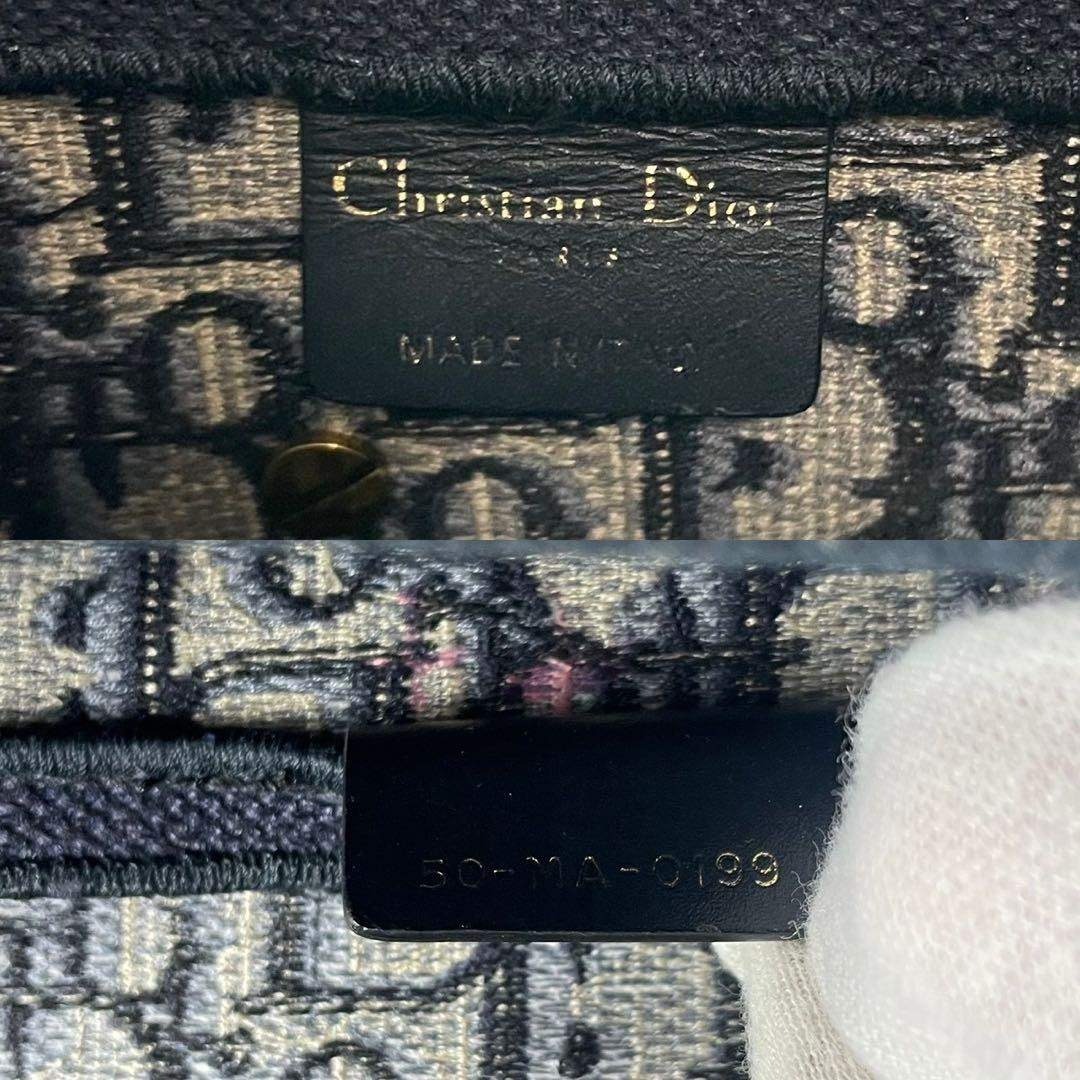 Christian Dior
MADE IN ITALY
50-MA-0199